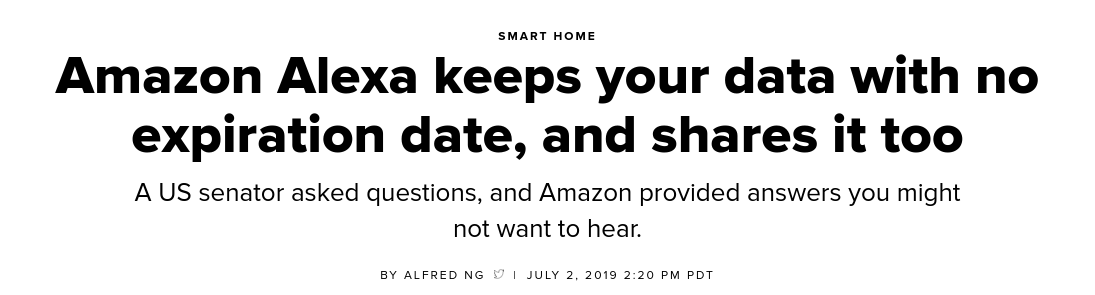 SMART HOME
Amazon Alexa keeps your data with no
expiration date, and shares it too
A US senator asked questions, and Amazon provided answers you might
not want to hear.
BY ALFRED NG | JULY 2, 2019 2:20 PM PDT